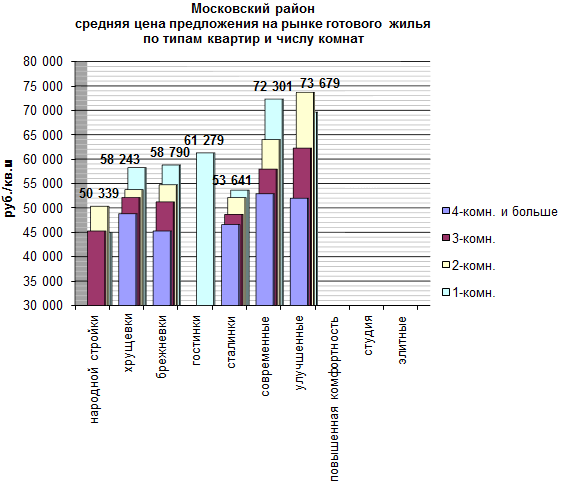 Московский район
средняя цена предложения на рынке готового жилья
по типам квартир и числу комнат
руб./кв.м
80 000
75 000
70 000
65 000
60 000
55 000
50 000
45 000
40 000
35 000
30 000
50 339
58 243
58 790
61 279
53 641
72 301
73 679
народной стройки
хрущевки
брежневки
гостинки
сталинки
современные
улучшенные
повышенная комфортность
студия
элитные
4-комн. и больше
3-комн.
2-комн.
1-комн.